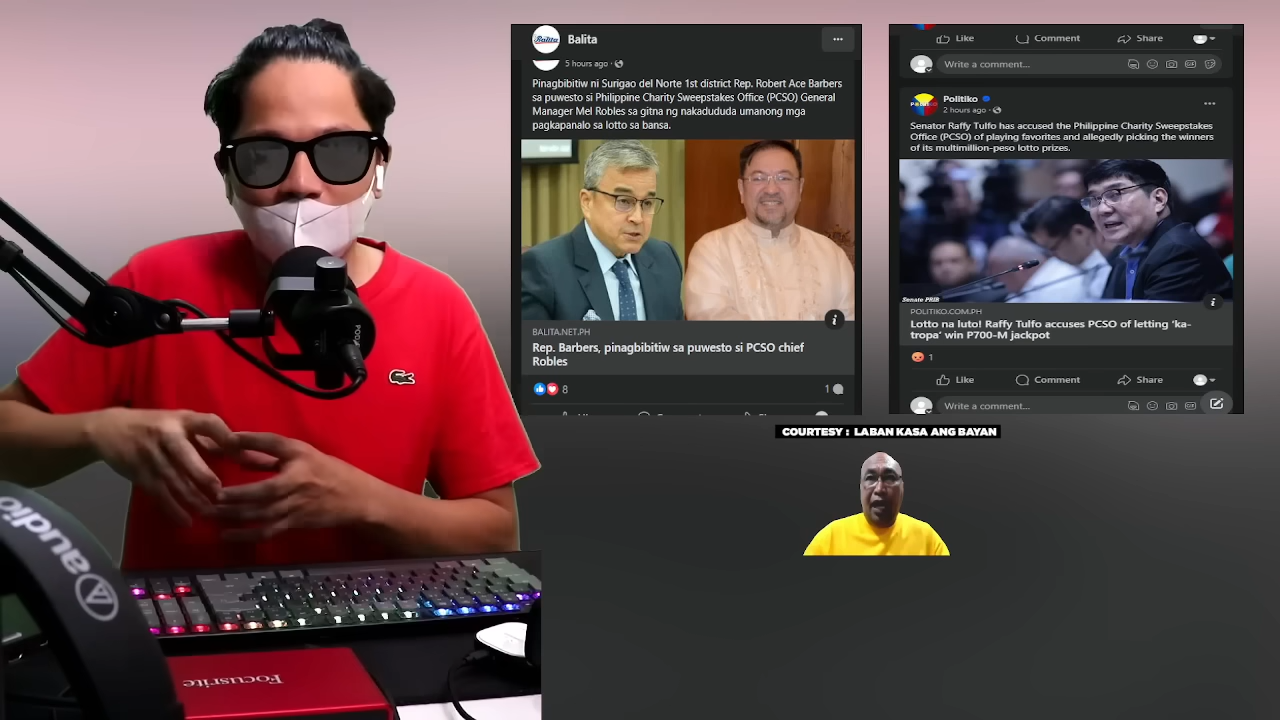 Balita
Balita
5 hours ago ·
Pinagbibitiw ni Surigao del Norte 1st district Rep. Robert Ace Barbers
sa puwesto si Philippine Charity Sweepstakes Office (PCSO) General
Manager Mel Robles sa gitna ng nakadududa umanong mga
pagkapanalo sa lotto sa bansa.
BALITA.NET.PH
Rep. Barbers, pinagbibitiw sa puwesto si PCSO chief
Robles
8
1
Like
Comment
Share
Write a comment...
Politiko
2 hours ago ·
Senator Raffy Tulfo has accused the Philippine Charity Sweepstakes
Office (PCSO) of playing favorites and allegedly picking the winners
of its multimillion-peso lotto prizes.
Senate PRIB
POLITIKO.COM.PH
Lotto na luto! Raffy Tulfo accuses PCSO of letting 'ka-
tropa' win P700-M jackpot
1
Like
Comment
Share
Write a comment...
COURTESY : LABAN KASA ANG BAYAN
audio
Focusrite